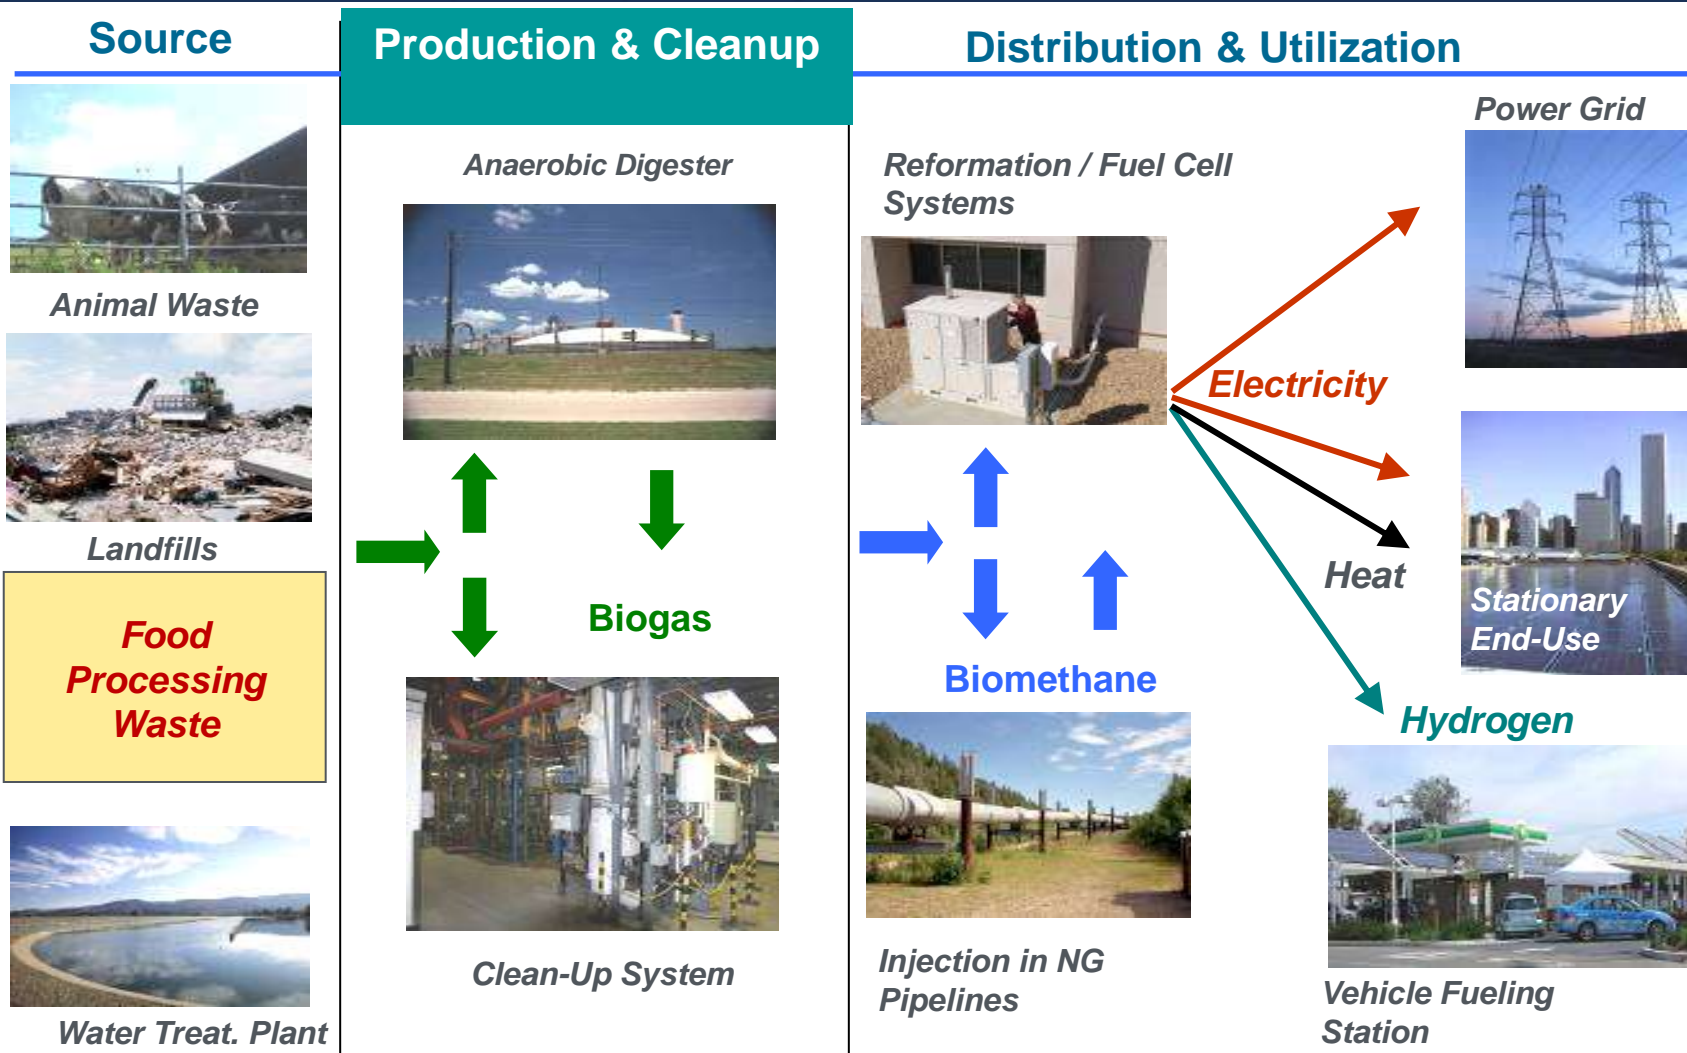 Source
Production & Cleanup
Distribution & Utilization
Animal Waste
Landfills
Food
Processing
Waste
Water Treat. Plant
Anaerobic Digester
Biogas
Clean-Up System
Reformation / Fuel Cell
Systems
Biomethane
Injection in NG
Pipelines
Power Grid
Electricity
Heat
Stationary
End-Use
Hydrogen
Vehicle Fueling
Station